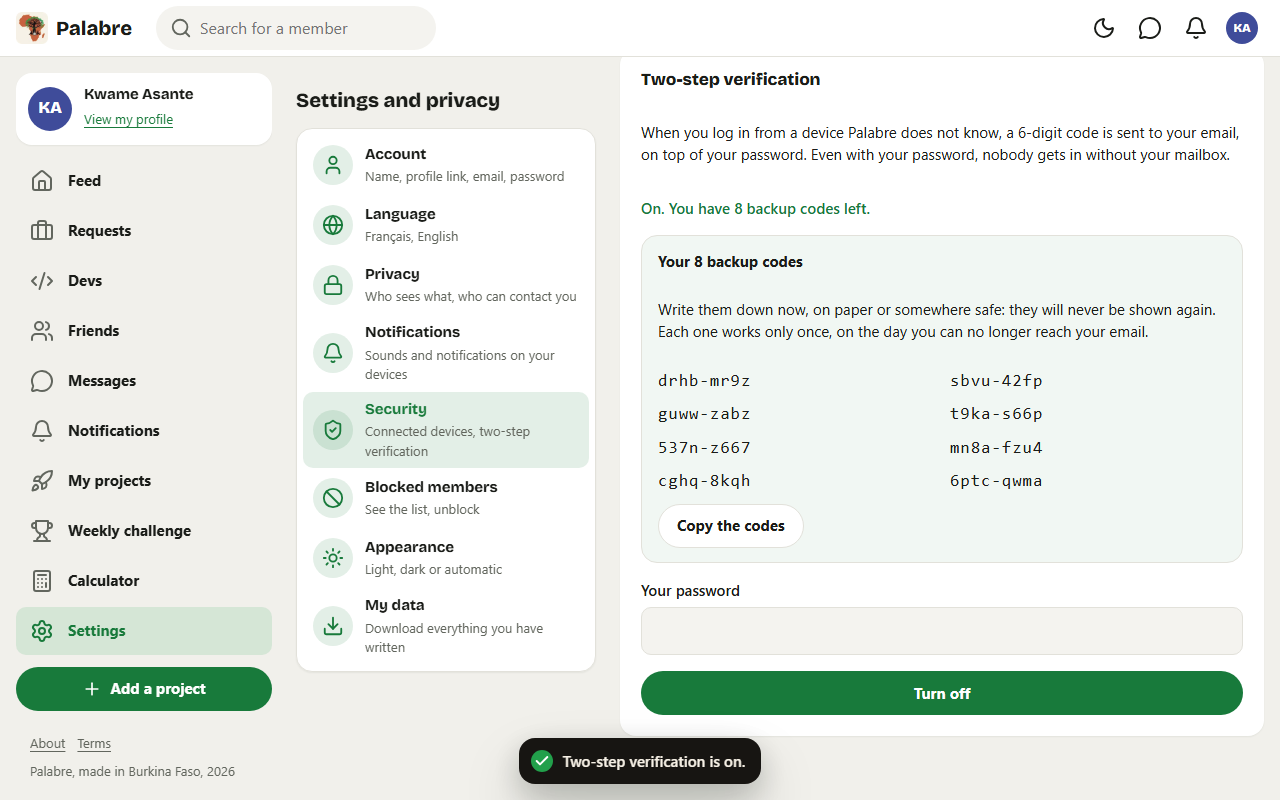 Palabre
Search for a member
KA
KA
Kwame Asante
View my profile
Feed
Requests
Devs
Friends
Messages
Notifications
My projects
Weekly challenge
Calculator
Settings
Add a project
About Terms
Palabre, made in Burkina Faso, 2026
Settings and privacy
Account
Name, profile link, email, password
Language
Français, English
Privacy
Who sees what, who can contact you
Notifications
Sounds and notifications on your
devices
Security
Connected devices, two-step
verification
Blocked members
See the list, unblock
Appearance
Light, dark or automatic
My data
Download everything you have
written
Two-step verification
When you log in from a device Palabre does not know, a 6-digit code is sent to your email,
on top of your password. Even with your password, nobody gets in without your mailbox.
On. You have 8 backup codes left.
Your 8 backup codes
Write them down now, on paper or somewhere safe: they will never be shown again.
Each one works only once, on the day you can no longer reach your email.
drhb-mr9z sbvu-42fp
guww-zabz t9ka-s66p
537n-z667 mn8a-fzu4
cghq-8kqh 6ptc-qwma
Copy the codes
Your password
Turn off
Two-step verification is on.